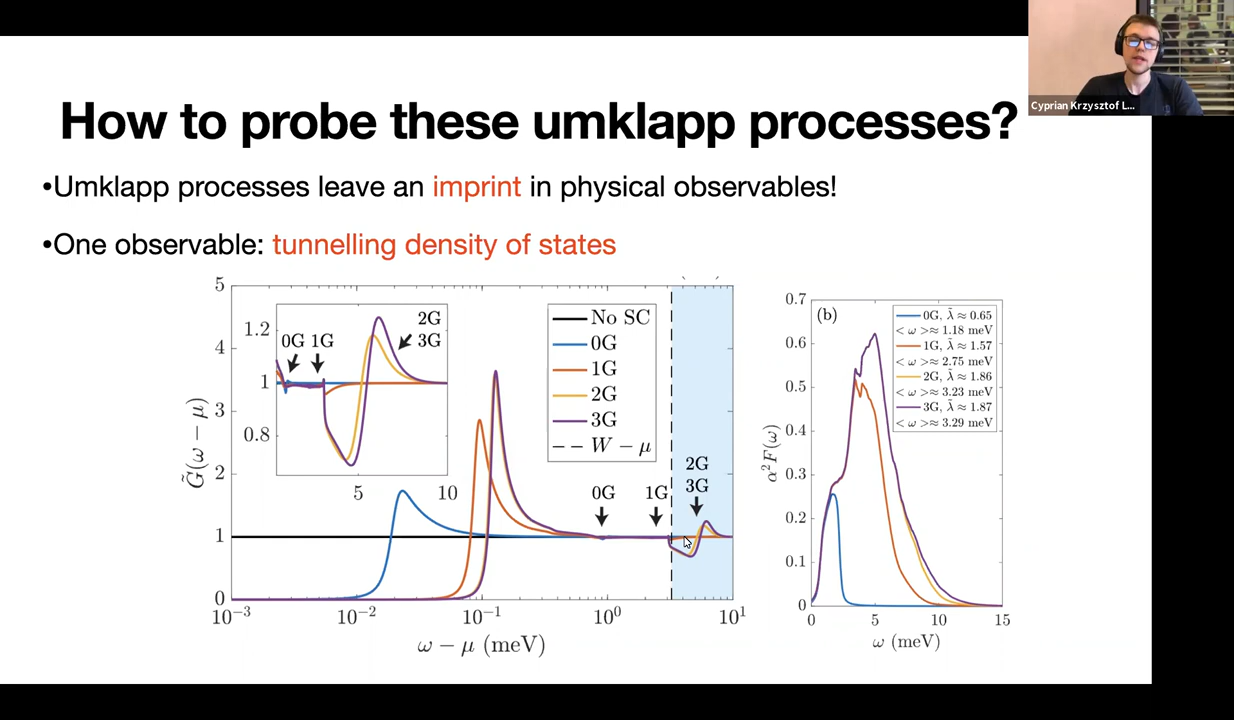 Cyprian Krzysztof L...
How to probe these umklapp processes?
•Umklapp processes leave an imprint in physical observables!
•One observable: tunnelling density of states
5
4
3
2
1
0
10⁻³
10⁻²
10⁻¹
10⁰
10¹
G̃(ω − μ)
ω − μ (meV)
1.2
1
0.8
5
10
0G 1G
2G
3G
No SC
0G
1G
2G
3G
W − μ
0G
1G
2G
3G
(b)
0.7
0.6
0.5
0.4
0.3
0.2
0.1
0
0
5
10
15
α²F(ω)
ω (meV)
0G, λ̃ ≈ 0.65
< ω >≈ 1.18 meV
1G, λ̃ ≈ 1.57
< ω >≈ 2.75 meV
2G, λ̃ ≈ 1.86
< ω >≈ 3.23 meV
3G, λ̃ ≈ 1.87
< ω >≈ 3.29 meV